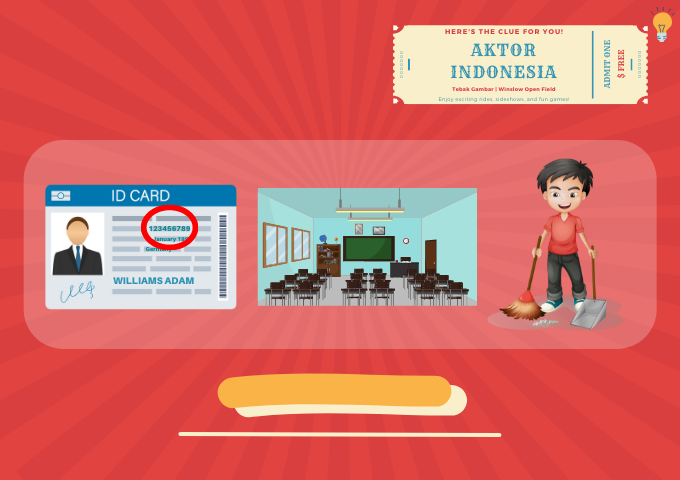 HERE'S THE CLUE FOR YOU!
AKTOR
INDONESIA
Tebak Gambar | Winslow Open Field
Enjoy exciting rides, sideshows, and fun games!
ADMIT ONE
$ FREE
ID CARD
123456789
January
Germany
WILLIAMS ADAM